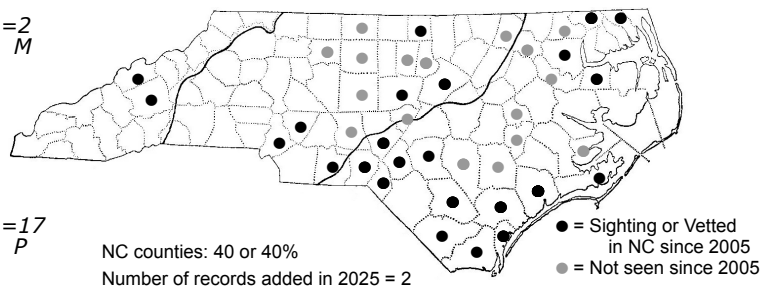 =2
M
=17
P
NC counties: 40 or 40%
Number of records added in 2025 = 2
= Sighting or Vetted
in NC since 2005
= Not seen since 2005